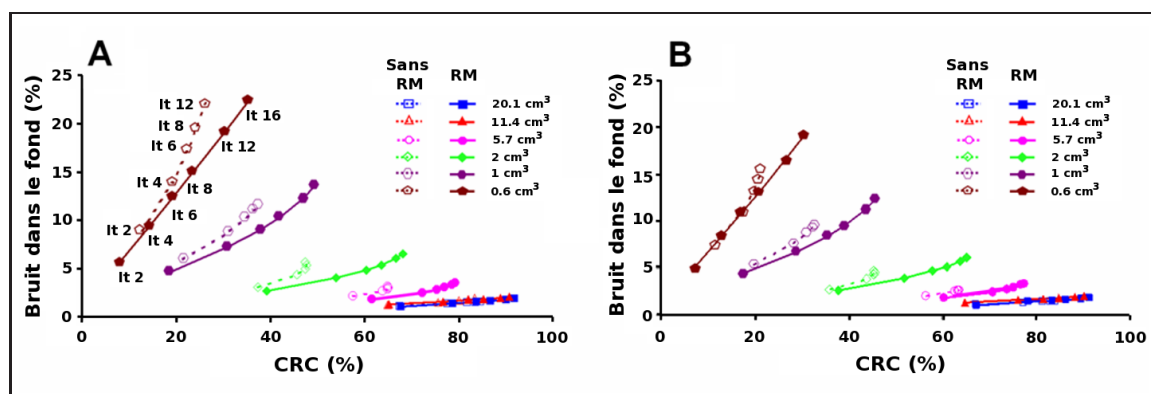 A
Sans
RM
RM
20.1 cm³
11.4 cm³
5.7 cm³
2 cm³
1 cm³
0.6 cm³
25
20
15
10
5
0
Bruit dans le fond (%)
It 12
It 8
It 6
It 4
It 2
It 16
It 12
It 8
It 6
It 4
It 2
0 20 40 60 80 100
CRC (%)
B
Sans
RM
RM
20.1 cm³
11.4 cm³
5.7 cm³
2 cm³
1 cm³
0.6 cm³
25
20
15
10
5
0
Bruit dans le fond (%)
0 20 40 60 80 100
CRC (%)